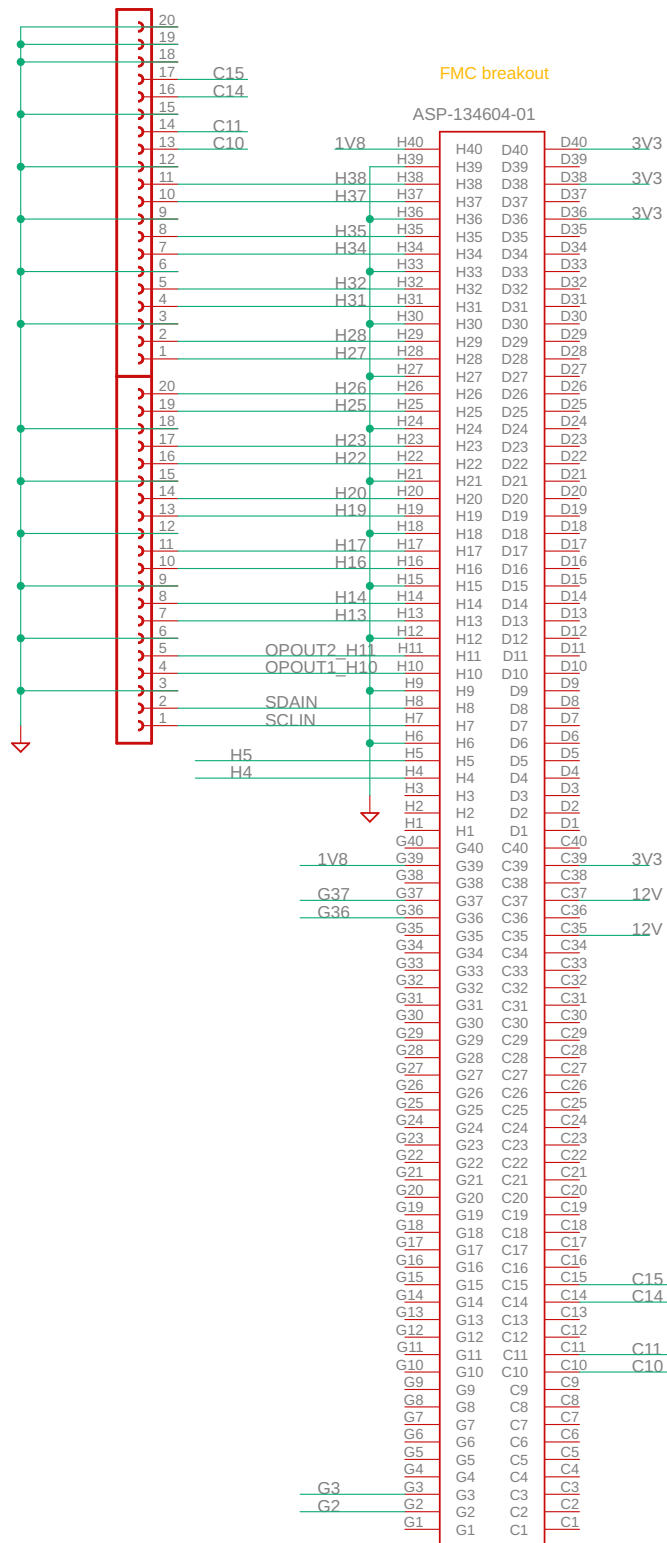 20
19
18
17 C15
FMC breakout
16 C14
15
ASP-134604-01
14 C11
13 C10 1V8 H40 H40 D40 D40 3V3
12 H39 H39 D39 D39
11 H38 H38 H38 D38 D38 3V3
10 H37 H37 H37 D37 D37
9 H36 H36 D36 D36 3V3
8 H35 H35 H35 D35 D35
7 H34 H34 H34 D34 D34
6 H33 H33 D33 D33
5 H32 H32 H32 D32 D32
4 H31 H31 H31 D31 D31
3 H30 H30 D30 D30
2 H28 H29 H29 D29 D29
1 H27 H28 H28 D28 D28
H27 H27 D27 D27
20 H26 H26 H26 D26 D26
19 H25 H25 H25 D25 D25
18 H24 H24 D24 D24
17 H23 H23 H23 D23 D23
16 H22 H22 H22 D22 D22
15 H21 H21 D21 D21
14 H20 H20 H20 D20 D20
13 H19 H19 H19 D19 D19
12 H18 H18 D18 D18
11 H17 H17 H17 D17 D17
10 H16 H16 H16 D16 D16
9 H15 H15 D15 D15
8 H14 H14 H14 D14 D14
7 H13 H13 H13 D13 D13
6 H12 H12 D12 D12
5 OPOUT2_H11 H11 H11 D11 D11
4 OPOUT1_H10 H10 H10 D10 D10
3 H9 H9 D9 D9
2 SDAIN H8 H8 D8 D8
1 SCLIN H7 H7 D7 D7
H6 H6 D6 D6
H5 H5 H5 D5 D5
H4 H4 H4 D4 D4
H3 H3 D3 D3
H2 H2 D2 D2
H1 H1 D1 D1
G40 G40 C40 C40
1V8 G39 G39 C39 C39 3V3
G38 G38 C38 C38
G37 G37 G37 C37 C37 12V
G36 G36 G36 C36 C36
G35 G35 C35 C35 12V
G34 G34 C34 C34
G33 G33 C33 C33
G32 G32 C32 C32
G31 G31 C31 C31
G30 G30 C30 C30
G29 G29 C29 C29
G28 G28 C28 C28
G27 G27 C27 C27
G26 G26 C26 C26
G25 G25 C25 C25
G24 G24 C24 C24
G23 G23 C23 C23
G22 G22 C22 C22
G21 G21 C21 C21
G20 G20 C20 C20
G19 G19 C19 C19
G18 G18 C18 C18
G17 G17 C17 C17
G16 G16 C16 C16
G15 G15 C15 C15 C15
G14 G14 C14 C14 C14
G13 G13 C13 C13
G12 G12 C12 C12
G11 G11 C11 C11 C11
G10 G10 C10 C10 C10
G9 G9 C9 C9
G8 G8 C8 C8
G7 G7 C7 C7
G6 G6 C6 C6
G5 G5 C5 C5
G4 G4 C4 C4
G3 G3 G3 C3 C3
G2 G2 G2 C2 C2
G1 G1 C1 C1